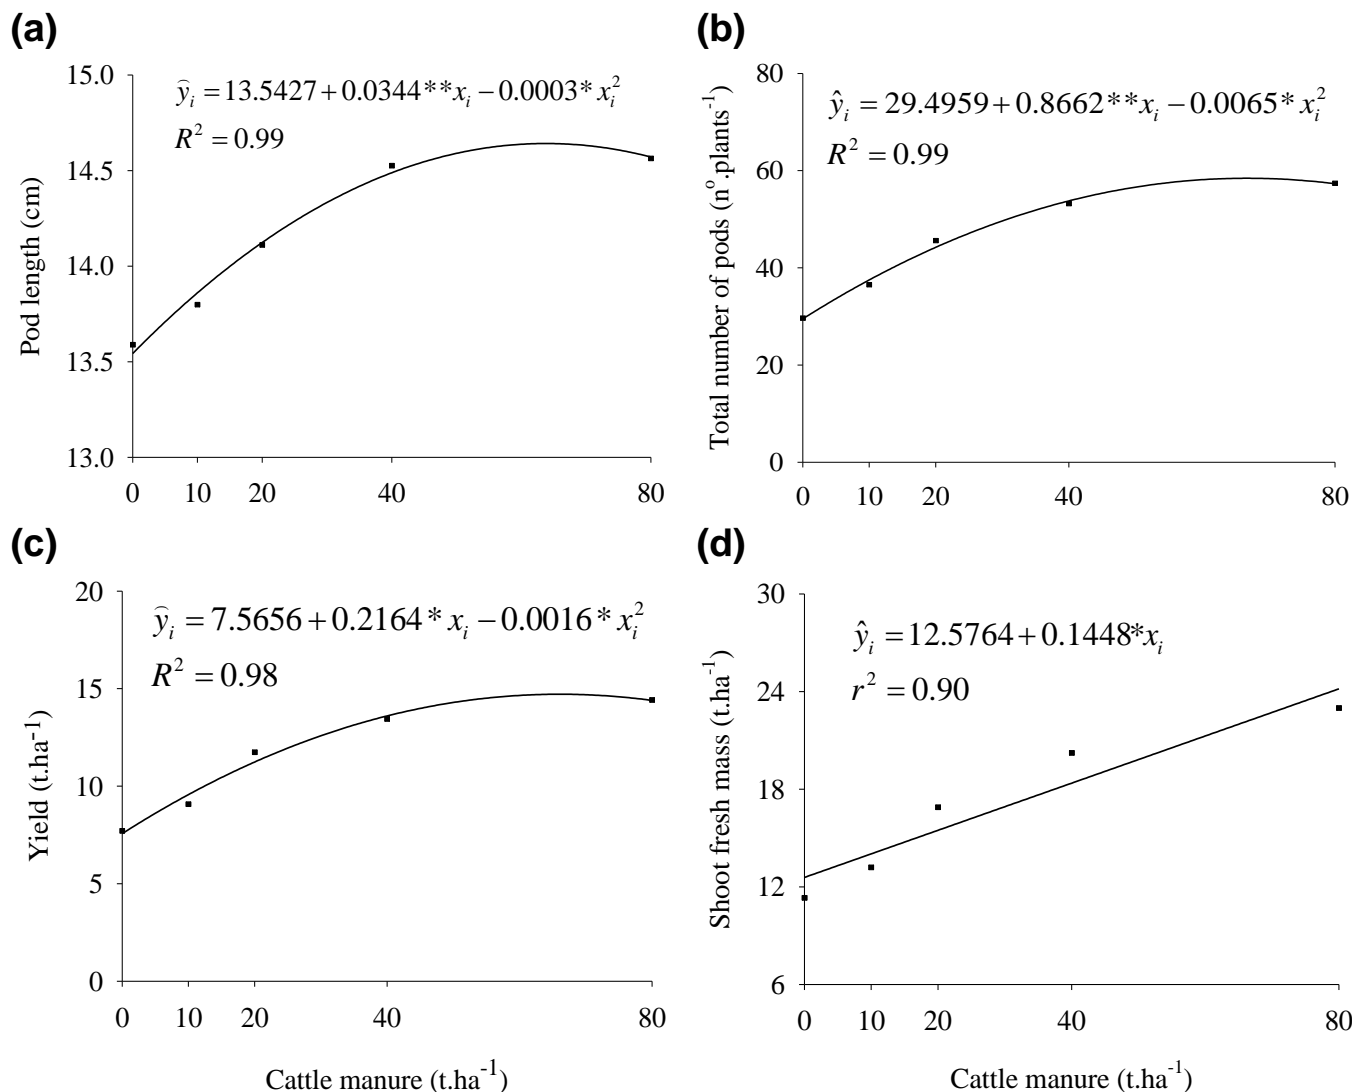 (a)
15.0
14.5
14.0
13.5
13.0
Pod length (cm)
ŷᵢ = 13.5427 + 0.0344**xᵢ − 0.0003* xᵢ²
R² = 0.99
0 10 20 40 80
(b)
80
60
40
20
0
Total number of pods (nº.plants⁻¹)
ŷᵢ = 29.4959 + 0.8662**xᵢ − 0.0065* xᵢ²
R² = 0.99
0 10 20 40 80
(c)
20
15
10
5
0
Yield (t.ha⁻¹)
ŷᵢ = 7.5656 + 0.2164* xᵢ − 0.0016* xᵢ²
R² = 0.98
0 10 20 40 80
Cattle manure (t.ha⁻¹)
(d)
30
24
18
12
6
Shoot fresh mass (t.ha⁻¹)
ŷᵢ = 12.5764 + 0.1448*xᵢ
r² = 0.90
0 10 20 40 80
Cattle manure (t.ha⁻¹)